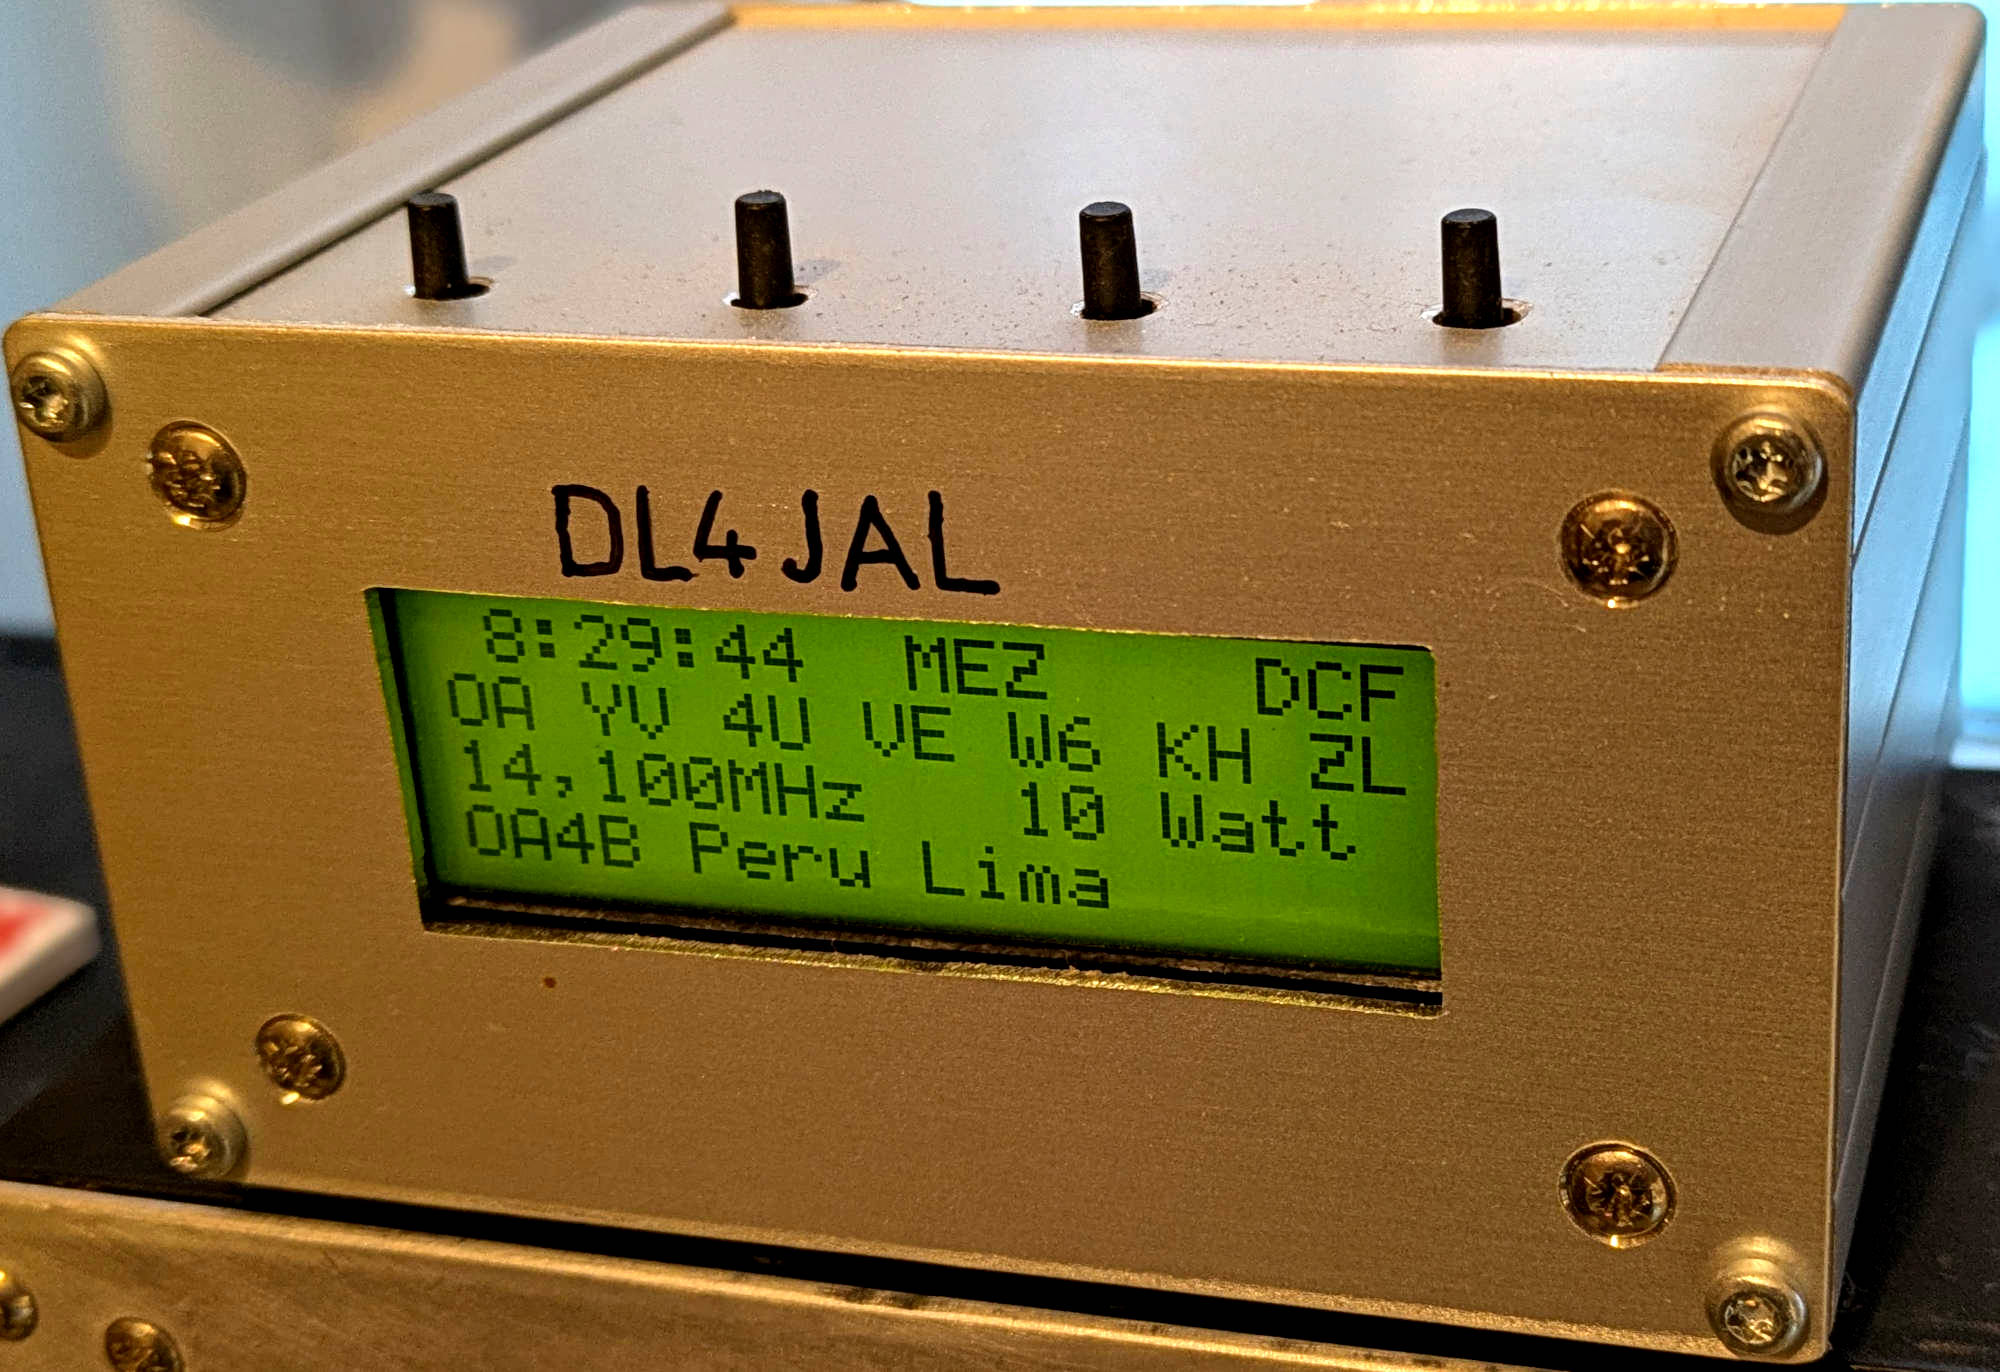 DL4JAL
8:29:44 MEZ DCF
OA YV 4U VE W6 KH ZL
14,100MHz 10 Watt
OA4B Peru Lima